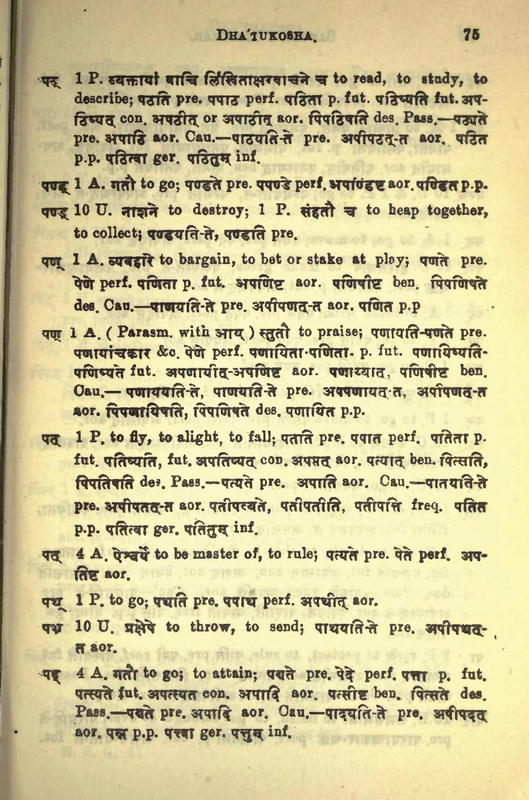 DHA'TUKOSHA. 75
पठ् 1 P. व्यक्तायां वाचि लिखिताक्षरवाचने च to read, to study, to
describe; पठति pre. पपाठ perf. पठिता p. fut. पठिष्यति fut. अप-
ठिष्यत् con. अपठीत् or अपाठीत् aor. पिपठिषति des. Pass.—पठ्यते
pre. अपाठि aor. Cau.—पाठयति-ते pre. अपीपठत्-त aor. पठित
p.p. पठित्वा ger. पठितुम् inf.
पण्ड् 1 A. गतौ to go; पण्डते pre. पपण्डे perf. अपण्डिष्ट aor. पण्डित p.p.
पण्ड् 10 U. नाशने to destroy; 1 P. संहतौ च to heap together,
to collect; पण्डयति-ते, पण्डति pre.
पण् 1 A. व्यवहारे to bargain, to bet or stake at play; पणते pre.
पेणे perf. पणिता p. fut. अपणिष्ट aor. पणिषीष्ट ben. पिपणिषते
des. Cau.—पाणयति-ते pre. अपीपणत्-त aor. पणित p.p
पण् 1 A. ( Parasm. with आय् ) स्तुतौ to praise; पणायति-पणते pre.
पणायांचकार &c. पेणे perf. पणायिता-पणिता. p. fut. पणायिष्यति-
पणिष्यते fut. अपणायीत्-अपणिष्ट aor. पणाय्यात्, पणिषीष्ट ben.
Cau.— पणाययति-ते, पाणयति-ते pre. अपपणायत्-त, अपीपणत्-त
aor. पिपणायिषति, पिपणिषते des. पणायित p.p.
पत् 1 P. to fly, to alight, to fall; पतति pre. पपात perf. पतिता p.
fut. पतिष्यति, fut. अपतिष्यत् con. अपप्तत् aor. पत्यात् ben. पित्सति,
पिपतिषति des. Pass.—पत्यते pre. अपाति aor. Cau.—पातयति-ते
pre. अपीपतत्-त aor. पनीपत्यते, पनीपतीति, पनीपत्ति freq. पतित
p.p. पतित्वा ger. पतितुम् inf.
पत् 4 A. ऐश्वर्ये to be master of, to rule; पत्यते pre. पेते perf. अप-
तिष्ट aor.
पथ् 1 P. to go; पथति pre. पपाथ perf. अपथीत् aor.
पथ 10 U. प्रक्षेपे to throw, to send; पाथयति-ते pre. अपीपथत्-
त aor.
पद् 4 A. गतौ to go; to attain; पद्यते pre. पेदे perf. पत्ता p. fut.
पत्स्यते fut. अपत्स्यत con. अपादि aor. पत्सीष्ट ben. पित्सते des.
Pass.—पद्यते pre. अपादि aor. Cau.—पादयति-ते pre. अपीपदत्
aor. पन्न p.p. पत्त्वा ger. पत्तुम् inf.